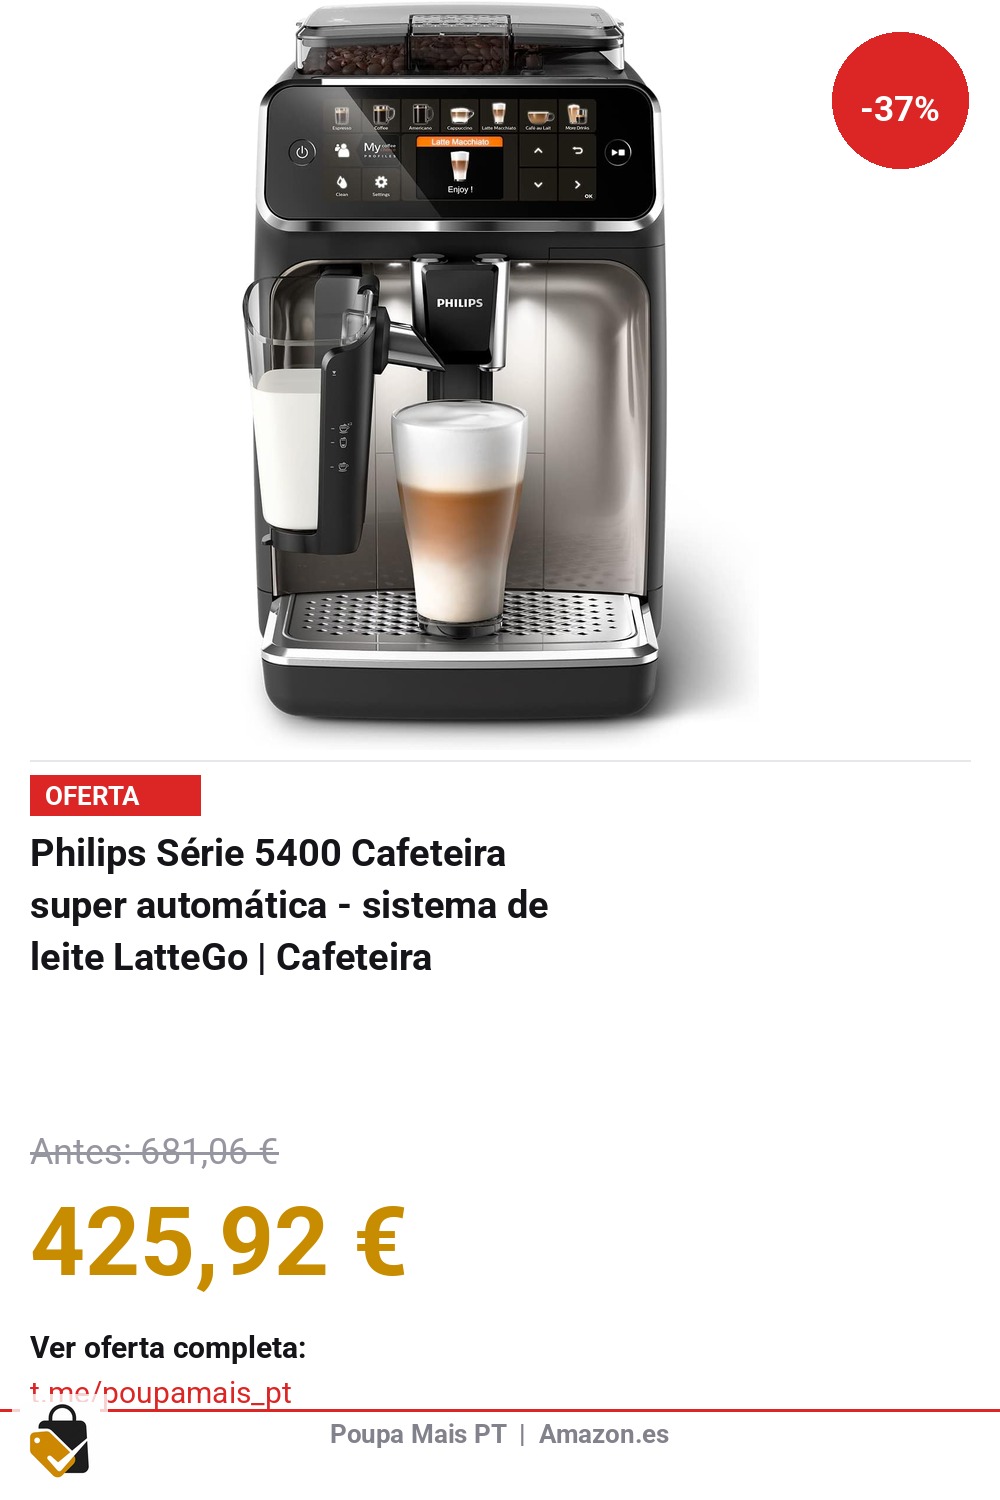 -37%
Espresso
Coffee
Americano
Cappuccino
Latte Macchiato
Café au Lait
More Drinks
My coffee
PROFILES
Latte Macchiato
Enjoy !
Clean
Settings
OK
PHILIPS
OFERTA
Philips Série 5400 Cafeteira
super automática - sistema de
leite LatteGo | Cafeteira
Antes: 681,06 €
425,92 €
Ver oferta completa:
t.me/poupamais_pt
Poupa Mais PT | Amazon.es